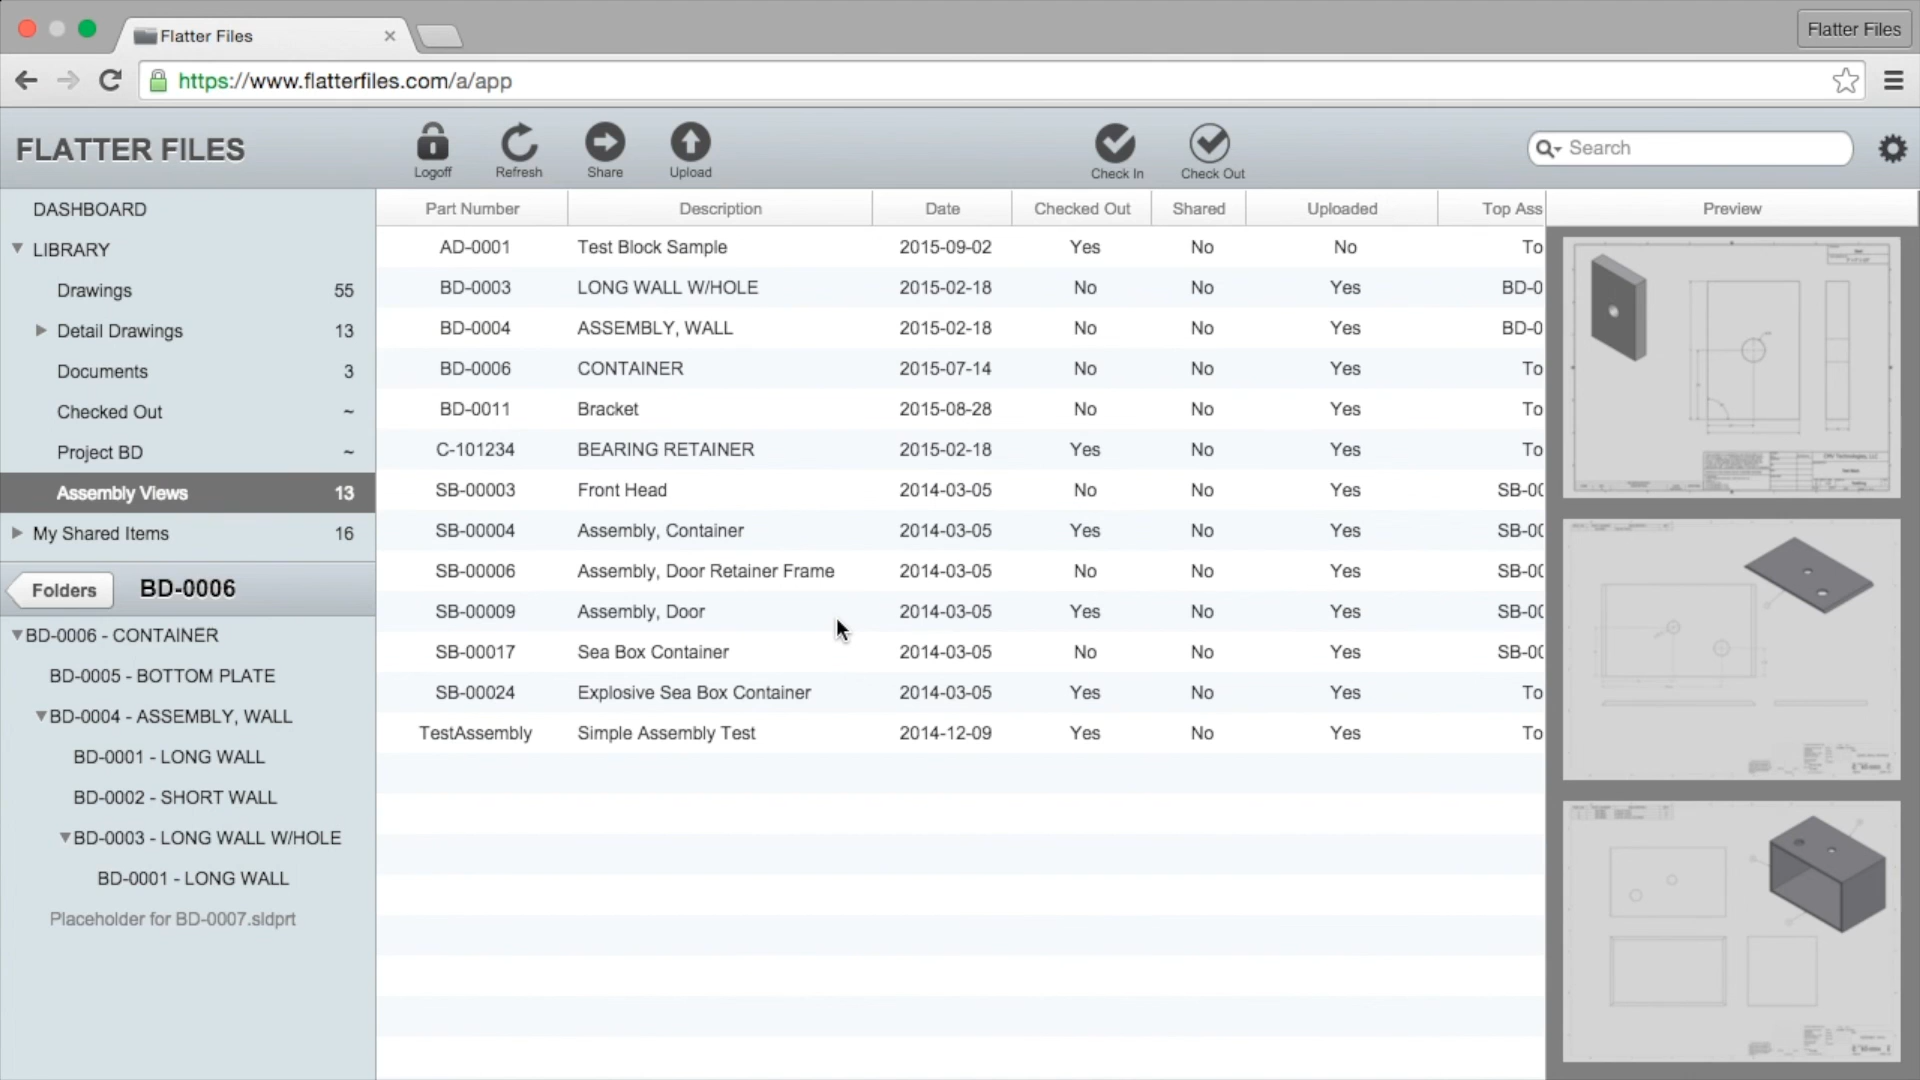 Flatter Files
Flatter Files
https://www.flatterfiles.com/a/app
FLATTER FILES
Logoff
Refresh
Share
Upload
Check In
Check Out
Search
DASHBOARD
LIBRARY
Drawings 55
Detail Drawings 13
Documents 3
Checked Out ~
Project BD ~
Assembly Views 13
My Shared Items 16
Folders BD-0006
BD-0006 - CONTAINER
BD-0005 - BOTTOM PLATE
BD-0004 - ASSEMBLY, WALL
BD-0001 - LONG WALL
BD-0002 - SHORT WALL
BD-0003 - LONG WALL W/HOLE
BD-0001 - LONG WALL
Placeholder for BD-0007.sldprt
Part Number Description Date Checked Out Shared Uploaded Top Ass Preview
AD-0001 Test Block Sample 2015-09-02 Yes No No To
BD-0003 LONG WALL W/HOLE 2015-02-18 No No Yes BD-0
BD-0004 ASSEMBLY, WALL 2015-02-18 No No Yes BD-0
BD-0006 CONTAINER 2015-07-14 No No Yes To
BD-0011 Bracket 2015-08-28 No No Yes To
C-101234 BEARING RETAINER 2015-02-18 Yes No Yes To
SB-00003 Front Head 2014-03-05 No No Yes SB-00
SB-00004 Assembly, Container 2014-03-05 Yes No Yes SB-00
SB-00006 Assembly, Door Retainer Frame 2014-03-05 No No Yes SB-00
SB-00009 Assembly, Door 2014-03-05 Yes No Yes SB-00
SB-00017 Sea Box Container 2014-03-05 No No Yes SB-00
SB-00024 Explosive Sea Box Container 2014-03-05 Yes No Yes To
TestAssembly Simple Assembly Test 2014-12-09 Yes No Yes To